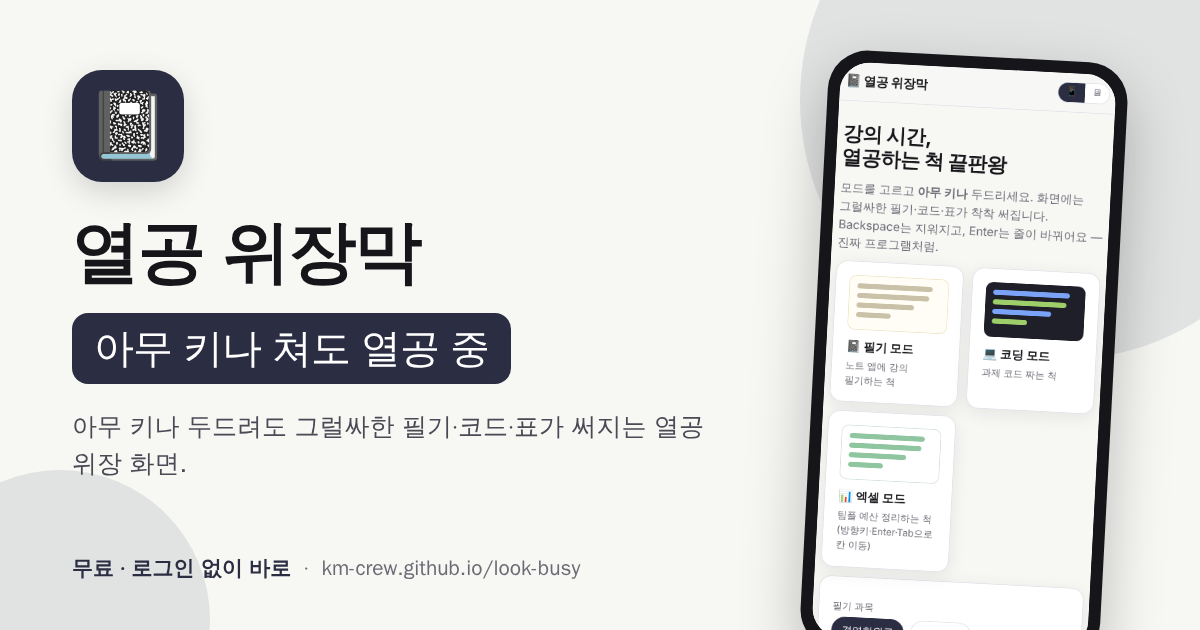 열공 위장막
아무 키나 쳐도 열공 중
아무 키나 두드려도 그럴싸한 필기·코드·표가 써지는 열공
위장 화면.
무료 · 로그인 없이 바로 · km-crew.github.io/look-busy
열공 위장막
강의 시간,
열공하는 척 끝판왕
모드를 고르고 아무 키나 두드리세요. 화면에는
그럴싸한 필기·코드·표가 착착 써집니다.
Backspace는 지워지고, Enter는 줄이 바뀌어요 —
진짜 프로그램처럼.
필기 모드
노트 앱에 강의
필기하는 척
코딩 모드
과제 코드 짜는 척
엑셀 모드
팀플 예산 정리하는 척
(방향키·Enter·Tab으로
칸 이동)
필기 과목